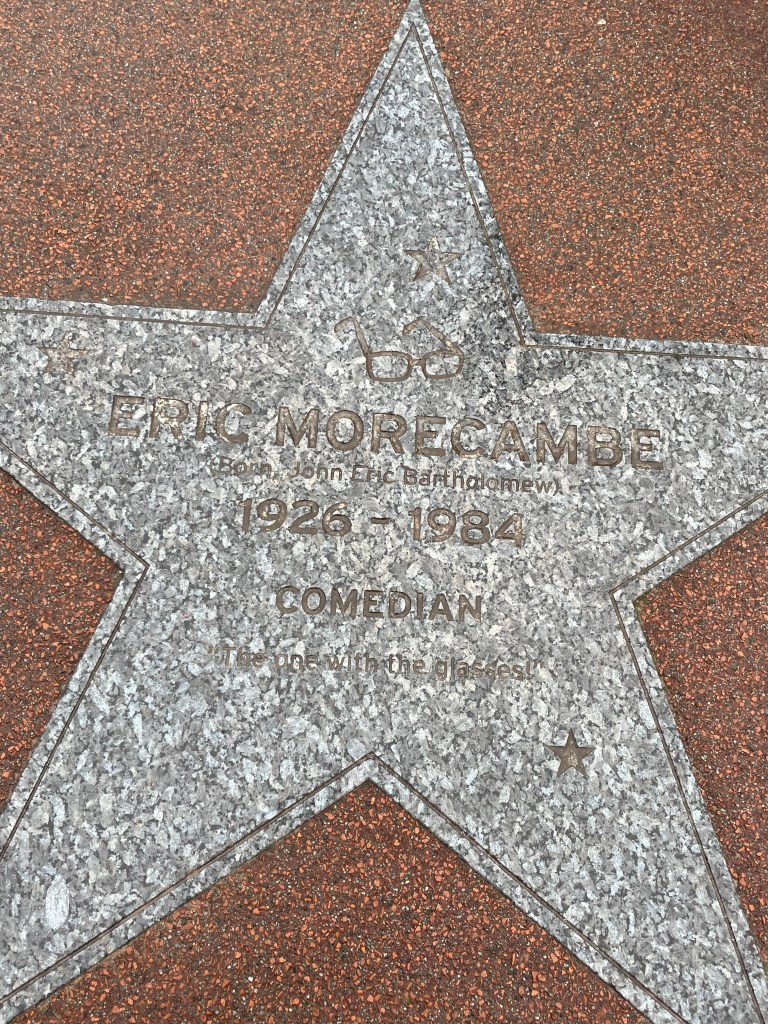 ERIC MORECAMBE
(Born, John Eric Bartholomew)
1926 - 1984
COMEDIAN
"The one with the glasses!"